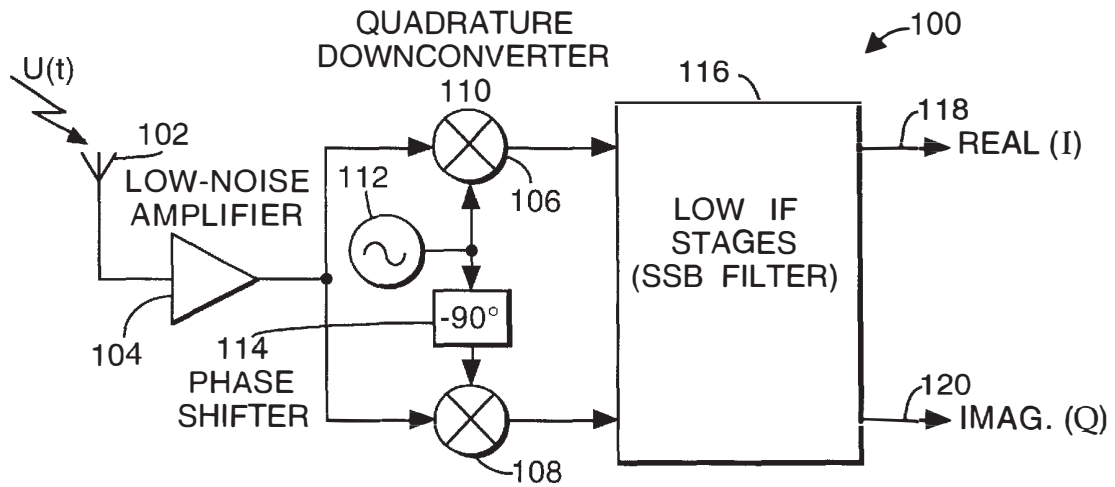 QUADRATURE
DOWNCONVERTER
110
100
U(t)
102
LOW-NOISE
AMPLIFIER
104
112
106
-90°
114
PHASE
SHIFTER
108
116
LOW IF
STAGES
(SSB FILTER)
118
REAL (I)
120
IMAG. (Q)